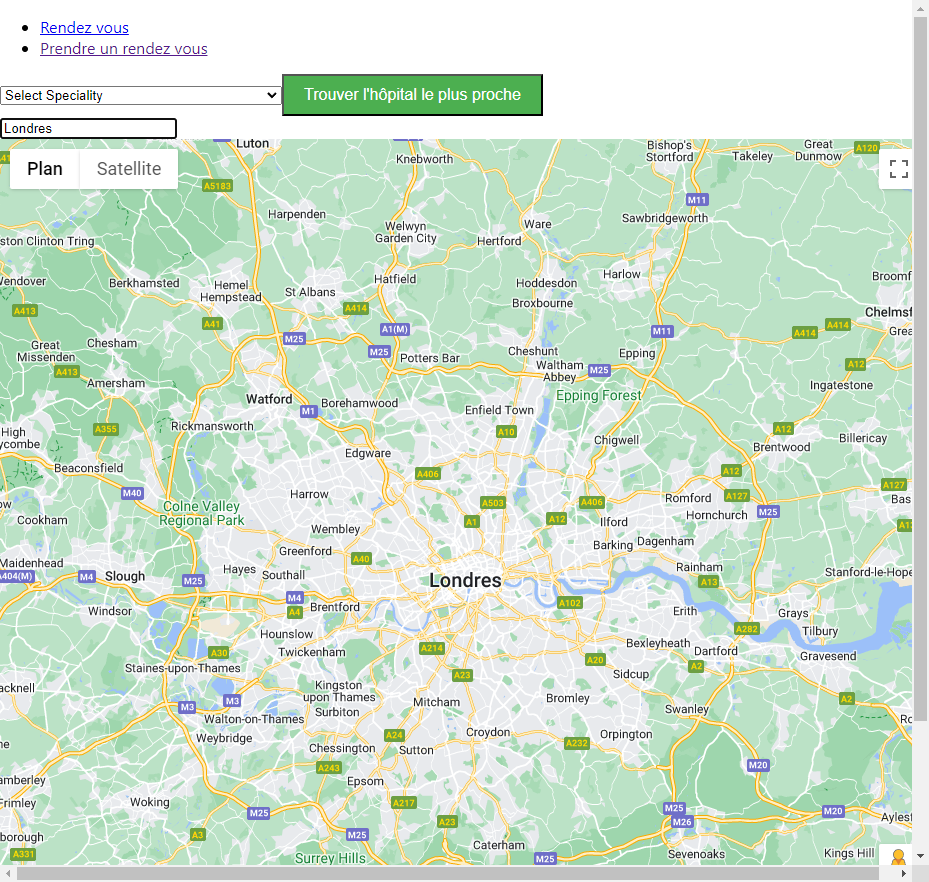 Rendez vous
Prendre un rendez vous
Select Speciality
Trouver l'hôpital le plus proche
Londres
Plan Satellite
Luton
Knebworth
Bishop's
Stortford
Takeley
Great
Dunmow
A120
A41
A5183
M11
Harpenden
Welwyn
Garden City
Ware
Hertford
Sawbridgeworth
ston Clinton Tring
Wendover
Berkhamsted
Hemel
Hempstead
St Albans
Hatfield
Hoddesdon
Broxbourne
Harlow
Broomf
Chelmsf
Grea
A413
A41
A414
A1(M)
M25
M25
M11
A414
A414
Great
Missenden
Chesham
A413
Amersham
Potters Bar
Cheshunt
Waltham
Abbey
M25
Epping
Epping Forest
A12
Ingatestone
Watford
M1
Borehamwood
Enfield Town
A10
High
ycombe
A355
Rickmansworth
Chigwell
A12
Brentwood
Billericay
Edgware
Beaconsfield
A406
A12
M40
Harrow
A503
A406
Romford
A127
A127
Bas
Colne Valley
Regional Park
Cookham
Wembley
A1
A12
Ilford
Hornchurch
M25
Maidenhead
Greenford
A40
Barking
Dagenham
A404(M)
M4
Slough
M25
Hayes
Southall
Londres
Rainham
A13
Stanford-le-Hope
Windsor
M4
A4
Brentford
A102
Erith
Grays
Hounslow
Twickenham
A214
Bexleyheath
A282
Tilbury
Dartford
Gravesend
A30
Staines-upon-Thames
A20
A2
Sidcup
acknell
Kingston
upon Thames
A23
Mitcham
Bromley
Swanley
A2
M3
M3
Walton-on-Thames
Surbiton
Weybridge
Chessington
A24
Sutton
Croydon
A232
Orpington
A243
Epsom
M20
amberley
Frimley
Woking
M25
A217
A23
M25
M26
M20
Aylesf
borough
A331
A3
M25
Surrey Hills
Caterham
M25
Sevenoaks
Kings Hill